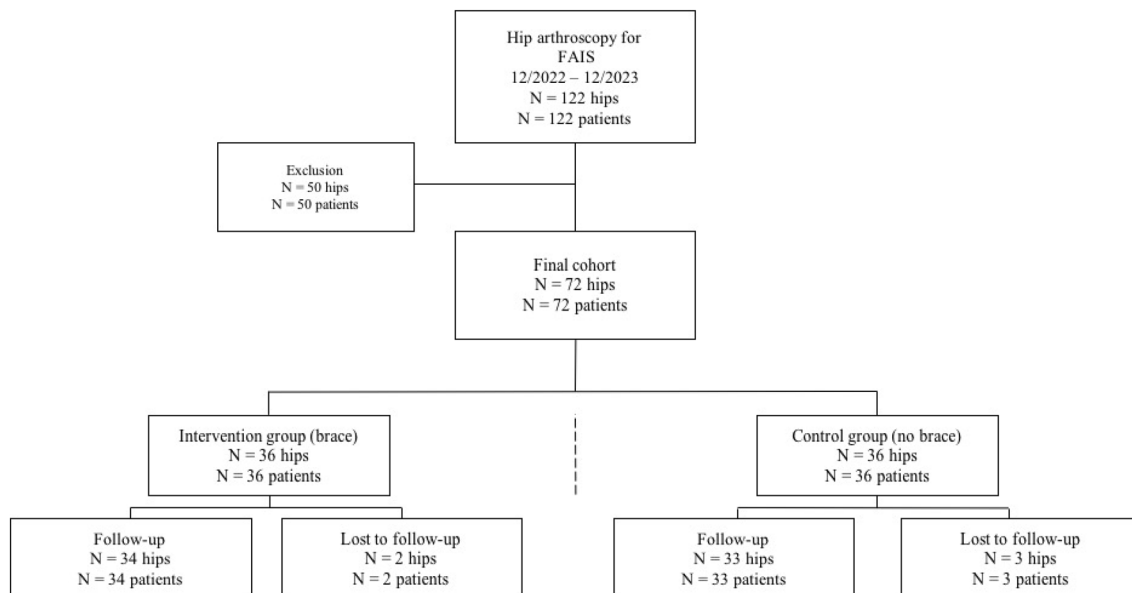 Hip arthroscopy for
FAIS
12/2022 – 12/2023
N = 122 hips
N = 122 patients
Exclusion
N = 50 hips
N = 50 patients
Final cohort
N = 72 hips
N = 72 patients
Intervention group (brace)
N = 36 hips
N = 36 patients
Control group (no brace)
N = 36 hips
N = 36 patients
Follow-up
N = 34 hips
N = 34 patients
Lost to follow-up
N = 2 hips
N = 2 patients
Follow-up
N = 33 hips
N = 33 patients
Lost to follow-up
N = 3 hips
N = 3 patients